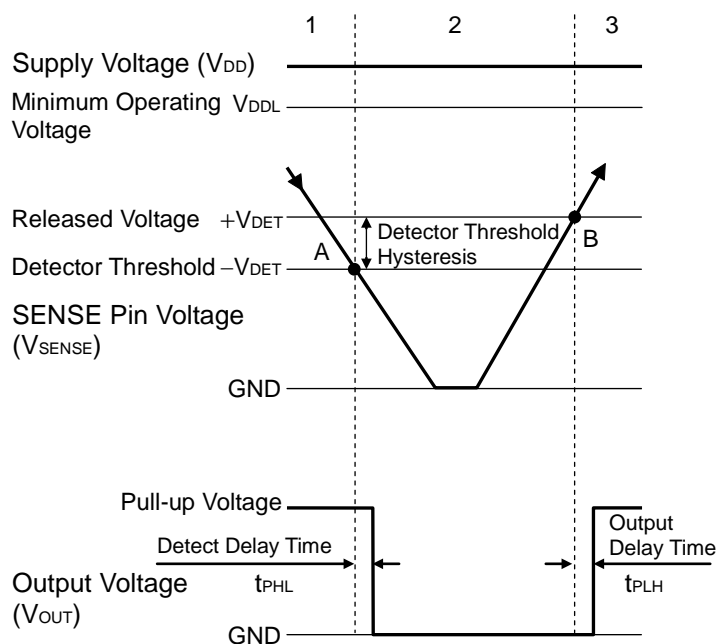 1 2 3
Supply Voltage (VDD)
Minimum Operating VDDL
Voltage
Released Voltage +VDET
Detector Threshold
Hysteresis
A
B
Detector Threshold −VDET
SENSE Pin Voltage
(VSENSE)
GND
Pull-up Voltage
Detect Delay Time
tPHL
Output
Delay Time
tPLH
Output Voltage
(VOUT)
GND